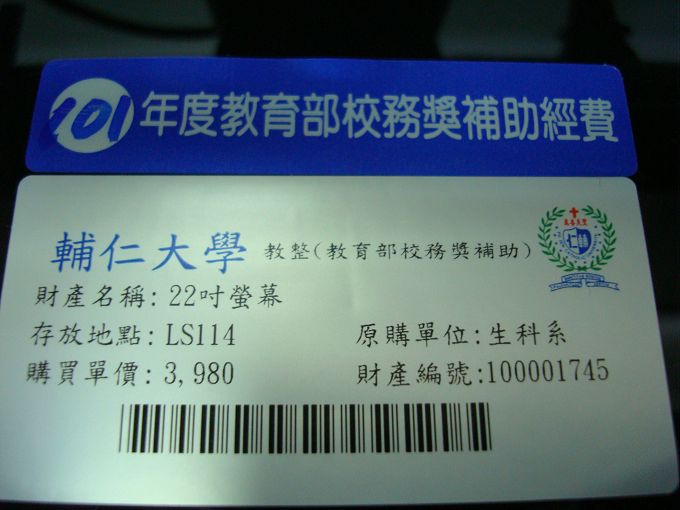 101年度教育部校務獎補助經費
輔仁大學 教整(教育部校務獎補助)
財產名稱: 22吋螢幕
存放地點: LS114 原購單位:生科系
購買單價: 3,980 財產編號:100001745